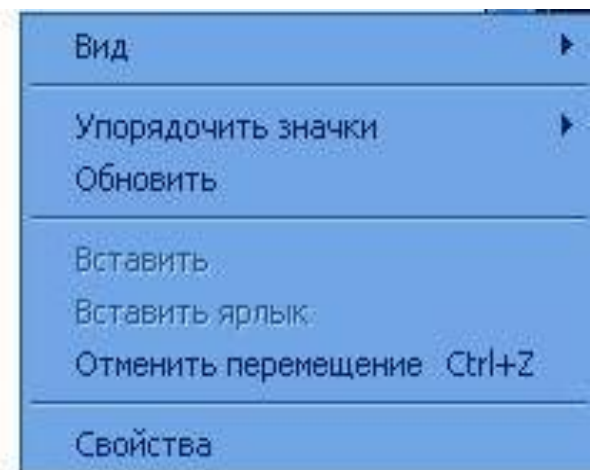 Вид
Упорядочить значки
Обновить
Вставить
Вставить ярлык
Отменить перемещение Ctrl+Z
Свойства